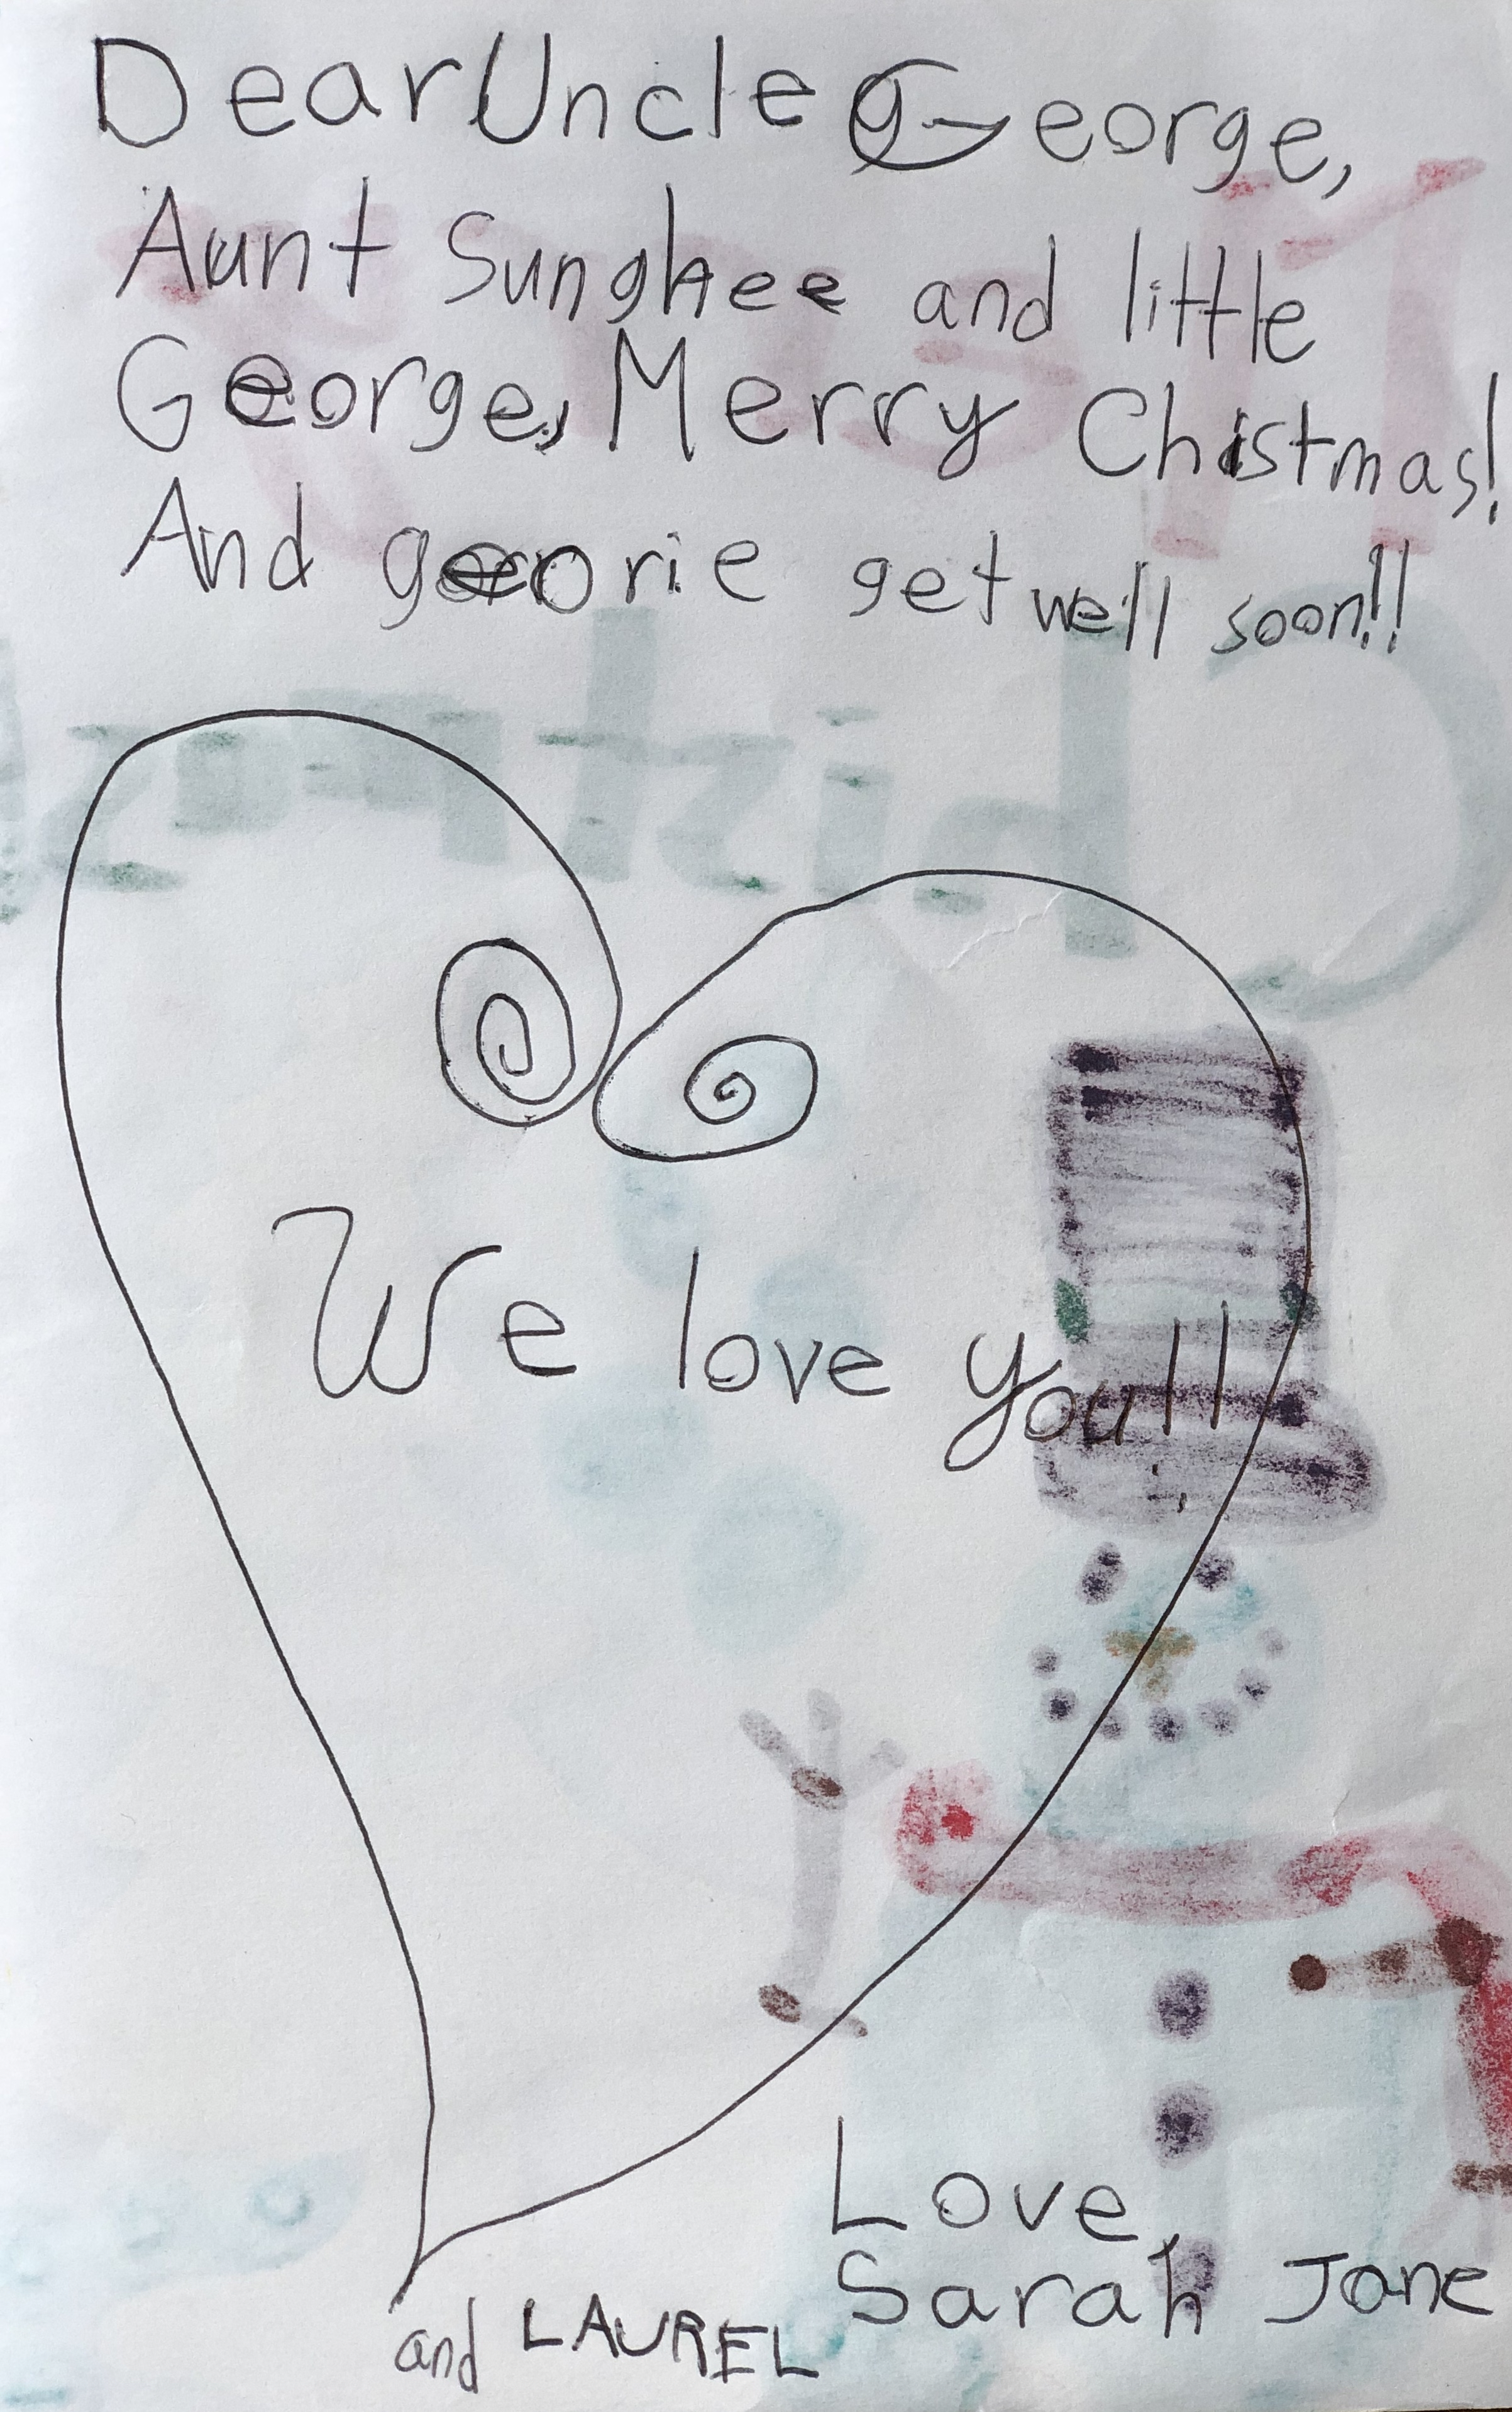 Dear Uncle George,
Aunt Sunghee and little
George, Merry Chistmas!
And georie get well soon!!
We love you!!
Love,
Sarah Jane
and LAUREL